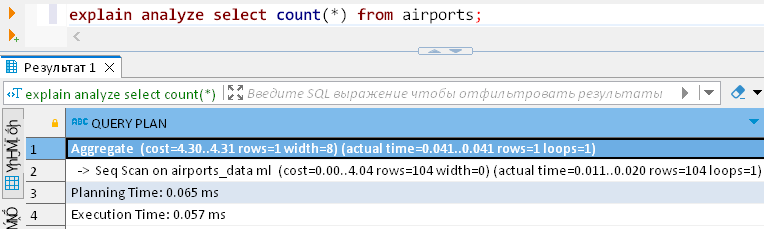 explain analyze select count(*) from airports;
Результат 1
explain analyze select count(*)
Введите SQL выражение чтобы отфильтровать результаты
ABC QUERY PLAN
1 Aggregate (cost=4.30..4.31 rows=1 width=8) (actual time=0.041..0.041 rows=1 loops=1)
2 -> Seq Scan on airports_data ml (cost=0.00..4.04 rows=104 width=0) (actual time=0.011..0.020 rows=104 loops=1)
3 Planning Time: 0.065 ms
4 Execution Time: 0.057 ms